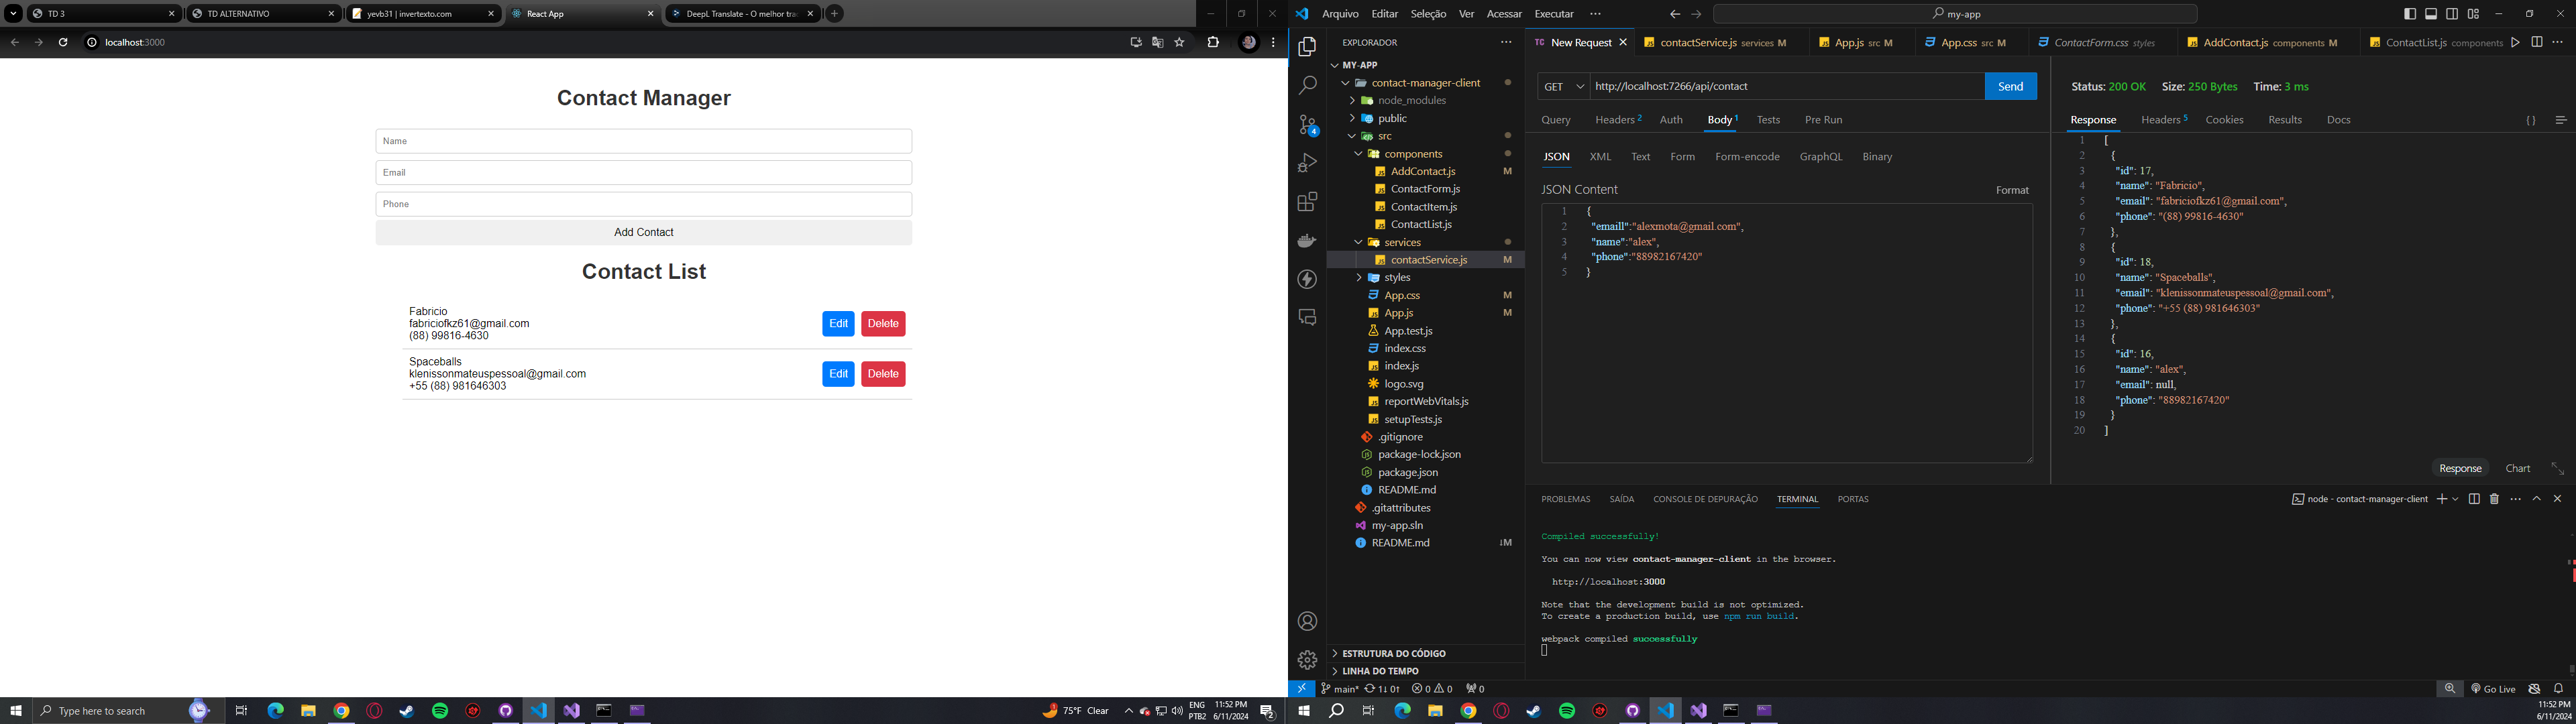 TD 3
TD ALTERNATIVO
yevb31 | invertexto.com
React App
DeepL Translate - O melhor tra
localhost:3000
Contact Manager
Name
Email
Phone
Add Contact
Contact List
Fabricio
fabriciofkz61@gmail.com
(88) 99816-4630
Edit
Delete
Spaceballs
klenissonmateuspessoal@gmail.com
+55 (88) 981646303
Edit
Delete
Type here to search
75°F Clear
ENG
PTB2
11:52 PM
6/11/2024
2
Arquivo Editar Seleção Ver Acessar Executar ···
my-app
EXPLORADOR
MY-APP
contact-manager-client
node_modules
public
src
components
AddContact.js M
ContactForm.js
ContactItem.js
ContactList.js
services
contactService.js M
styles
App.css M
App.js M
App.test.js
index.css
index.js
logo.svg
reportWebVitals.js
setupTests.js
.gitignore
package-lock.json
package.json
README.md
.gitattributes
my-app.sln
README.md ↓M
ESTRUTURA DO CÓDIGO
LINHA DO TEMPO
4
TC New Request
contactService.js services M
App.js src M
App.css src M
ContactForm.css styles
AddContact.js components M
ContactList.js components
GET
http://localhost:7266/api/contact
Send
Query Headers 2 Auth Body 1 Tests Pre Run
JSON XML Text Form Form-encode GraphQL Binary
JSON Content
Format
1 {
2 "emaill":"alexmota@gmail.com",
3 "name":"alex",
4 "phone":"88982167420"
5 }
Status: 200 OK Size: 250 Bytes Time: 3 ms
Response Headers 5 Cookies Results Docs
{ }
1 [
2 {
3 "id": 17,
4 "name": "Fabricio",
5 "email": "fabriciofkz61@gmail.com",
6 "phone": "(88) 99816-4630"
7 },
8 {
9 "id": 18,
10 "name": "Spaceballs",
11 "email": "klenissonmateuspessoal@gmail.com",
12 "phone": "+55 (88) 981646303"
13 },
14 {
15 "id": 16,
16 "name": "alex",
17 "email": null,
18 "phone": "88982167420"
19 }
20 ]
Response
Chart
PROBLEMAS SAÍDA CONSOLE DE DEPURAÇÃO TERMINAL PORTAS
node - contact-manager-client
Compiled successfully!
You can now view contact-manager-client in the browser.
http://localhost:3000
Note that the development build is not optimized.
To create a production build, use npm run build.
webpack compiled successfully
main* 1↓ 0↑ 0 0 0
Go Live
11:52 PM
6/11/2024